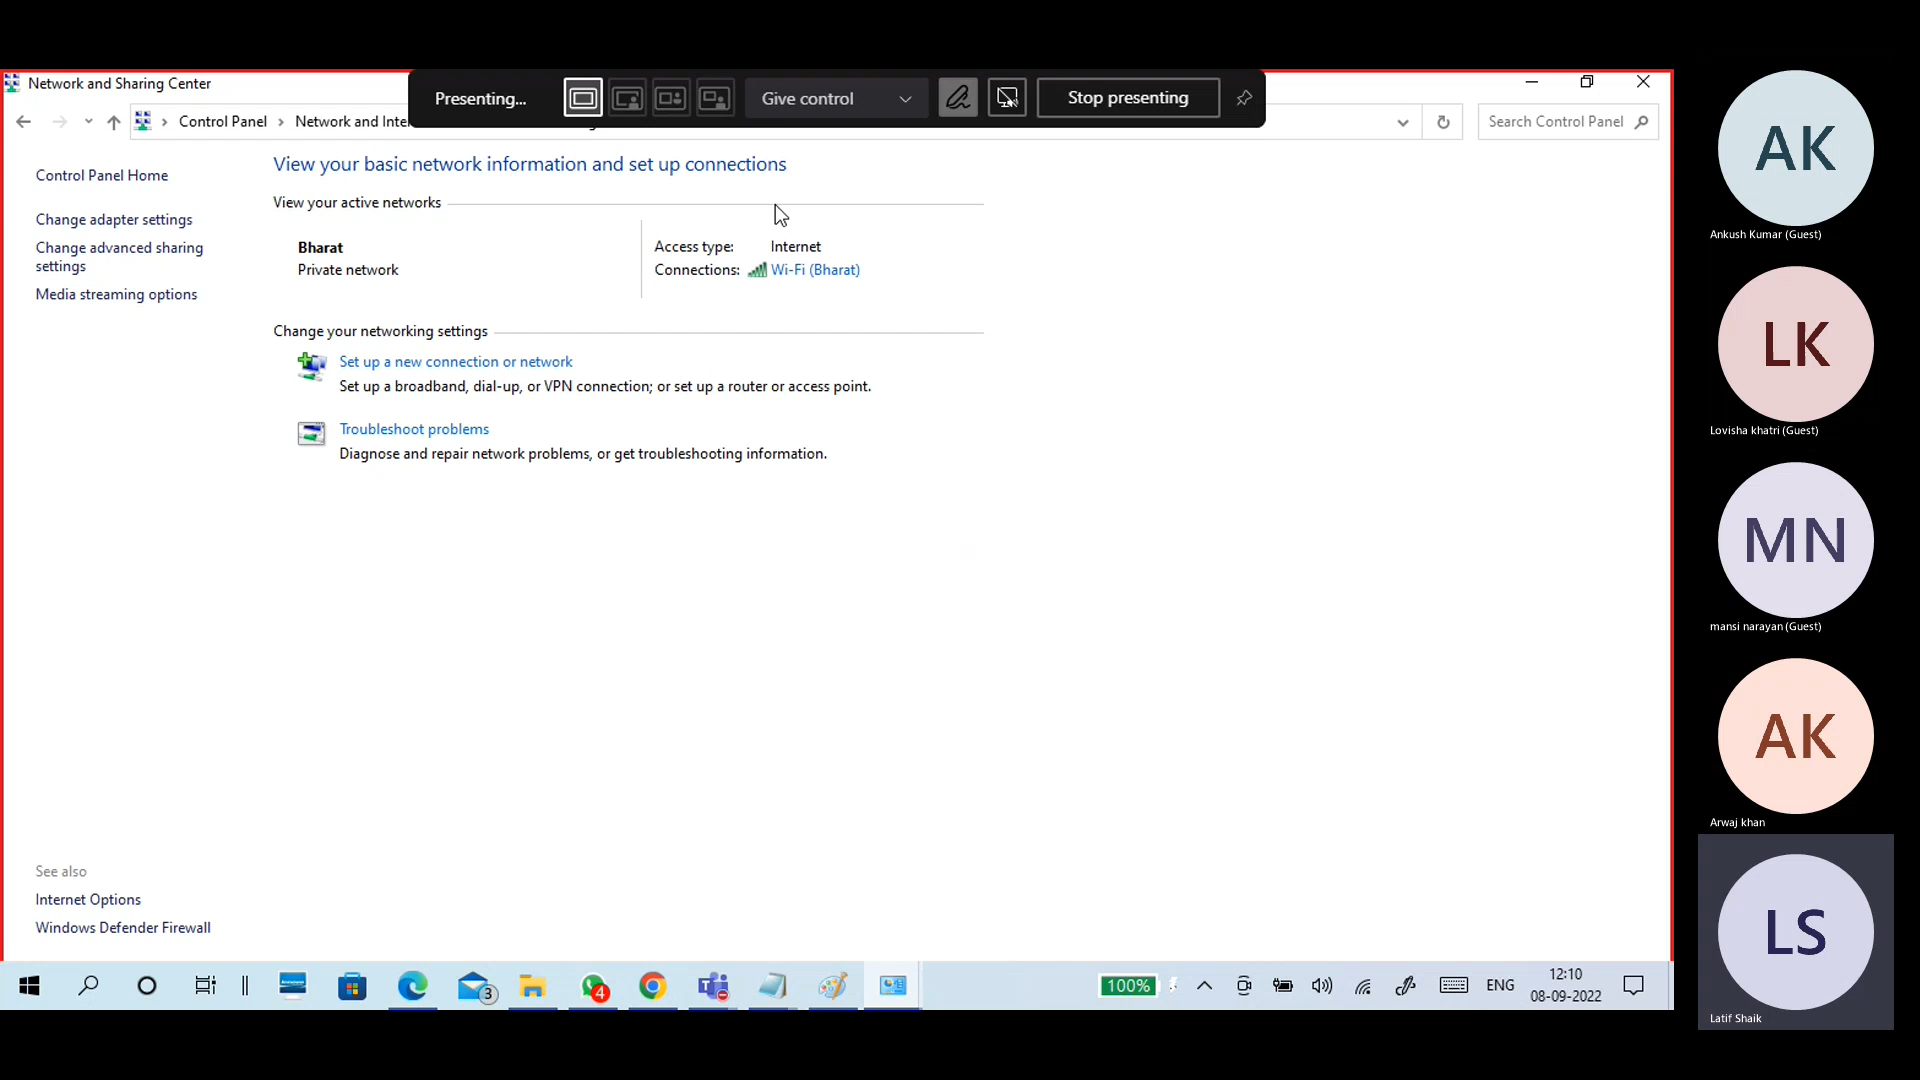 Network and Sharing Center
Presenting...
Give control
Stop presenting
Control Panel
Network and Inter
Search Control Panel
Control Panel Home
Change adapter settings
Change advanced sharing
settings
Media streaming options
View your basic network information and set up connections
View your active networks
Bharat
Private network
Access type: Internet
Connections: Wi-Fi (Bharat)
Change your networking settings
Set up a new connection or network
Set up a broadband, dial-up, or VPN connection; or set up a router or access point.
Troubleshoot problems
Diagnose and repair network problems, or get troubleshooting information.
See also
Internet Options
Windows Defender Firewall
3
4
100%
ENG
12:10
08-09-2022
AK
Ankush Kumar (Guest)
LK
Lovisha khatri (Guest)
MN
mansi narayan (Guest)
AK
Arwaj khan
LS
Latif Shaik